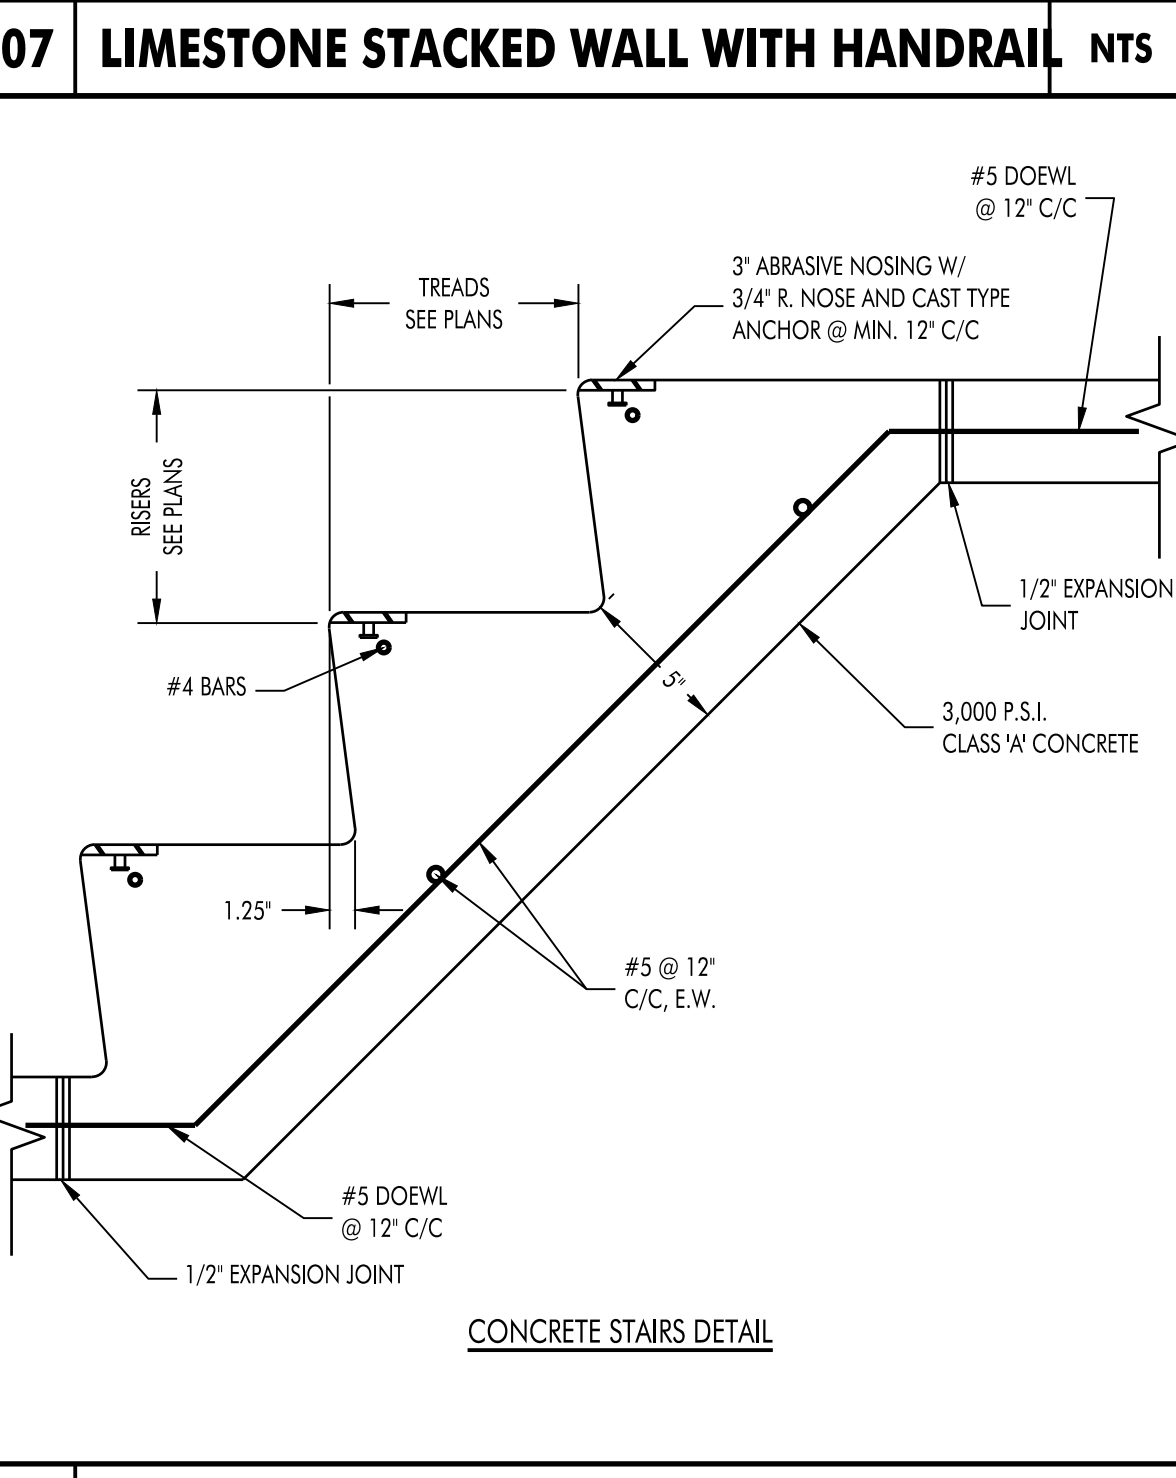 07
LIMESTONE STACKED WALL WITH HANDRAIL
NTS
#5 DOEWL
@ 12" C/C
3" ABRASIVE NOSING W/
3/4" R. NOSE AND CAST TYPE
ANCHOR @ MIN. 12" C/C
TREADS
SEE PLANS
RISERS
SEE PLANS
1/2" EXPANSION
JOINT
#4 BARS
5"
3,000 P.S.I.
CLASS 'A' CONCRETE
1.25"
#5 @ 12"
C/C, E.W.
#5 DOEWL
@ 12" C/C
1/2" EXPANSION JOINT
CONCRETE STAIRS DETAIL